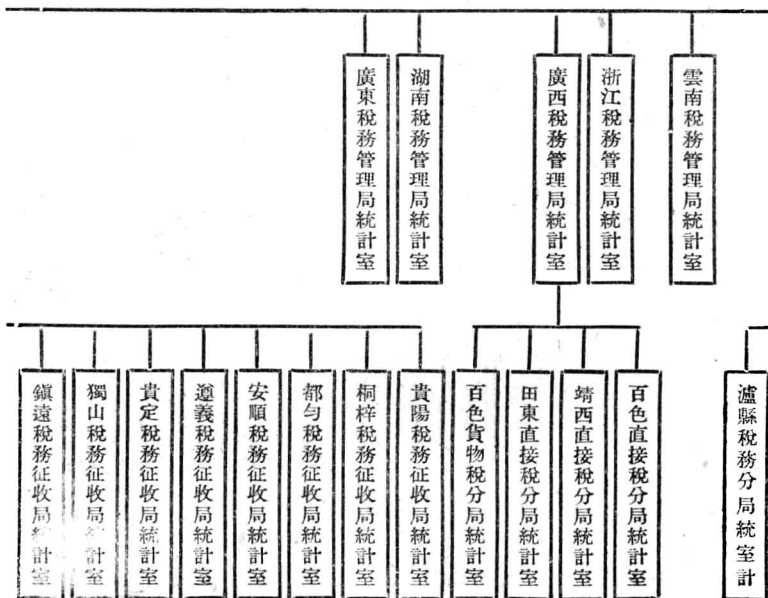 雲南稅務管理局統計室
浙江稅務管理局統計室
廣西稅務管理局統計室
湖南稅務管理局統計室
廣東稅務管理局統計室
瀘縣稅務分局統室計
百色直接稅分局統計室
靖西直接稅分局統計室
田東直接稅分局統計室
百色貨物稅分局統計室
貴陽稅務征收局統計室
桐梓稅務征收局統計室
都勻稅務征收局統計室
安順稅務征收局統計室
遵義稅務征收局統計室
貴定稅務征收局統計室
獨山稅務征收局統計室
鎭遠稅務征收局統計室